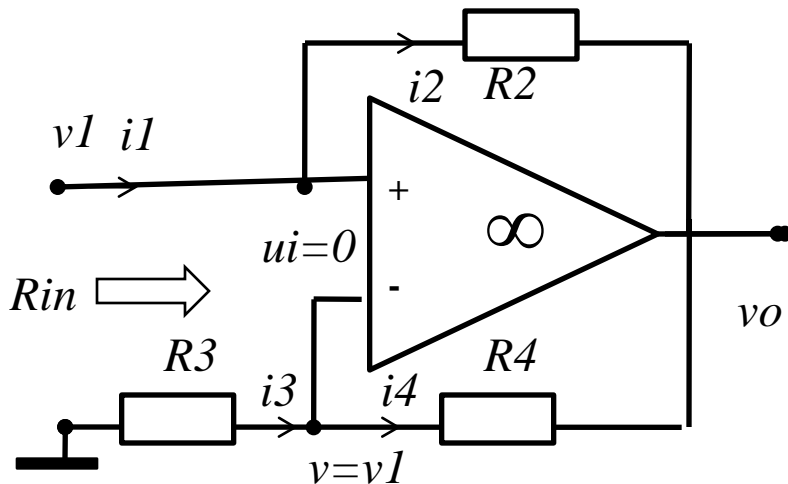 i2 R2
v1 i1
+
∞
ui=0
-
Rin
vo
R3
i3 i4 R4
v=v1